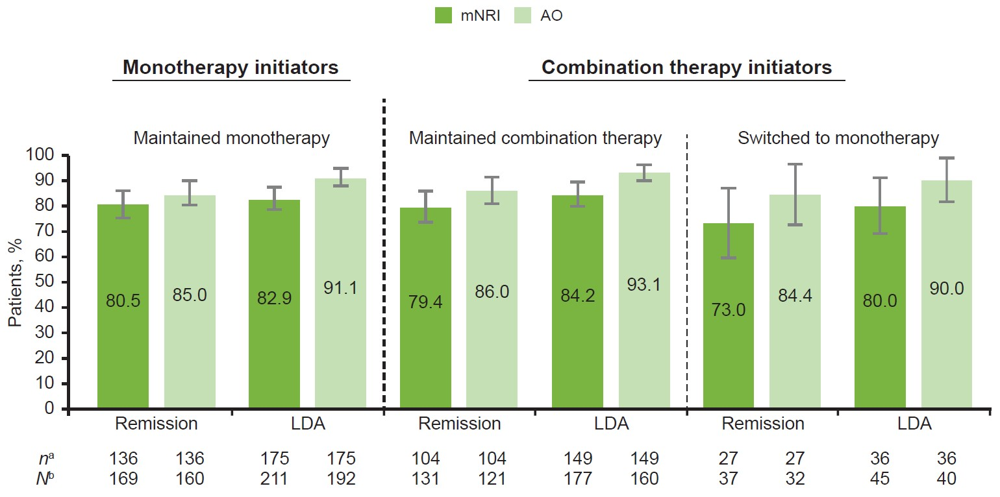 mNRI AO
Monotherapy initiators Combination therapy initiators
Maintained monotherapy Maintained combination therapy Switched to monotherapy
Patients, %
100
90
80
70
60
50
40
30
20
10
0
80.5 85.0 82.9 91.1 79.4 86.0 84.2 93.1 73.0 84.4 80.0 90.0
Remission LDA Remission LDA Remission LDA
nᵃ 136 136 175 175 104 104 149 149 27 27 36 36
Nᵇ 169 160 211 192 131 121 177 160 37 32 45 40